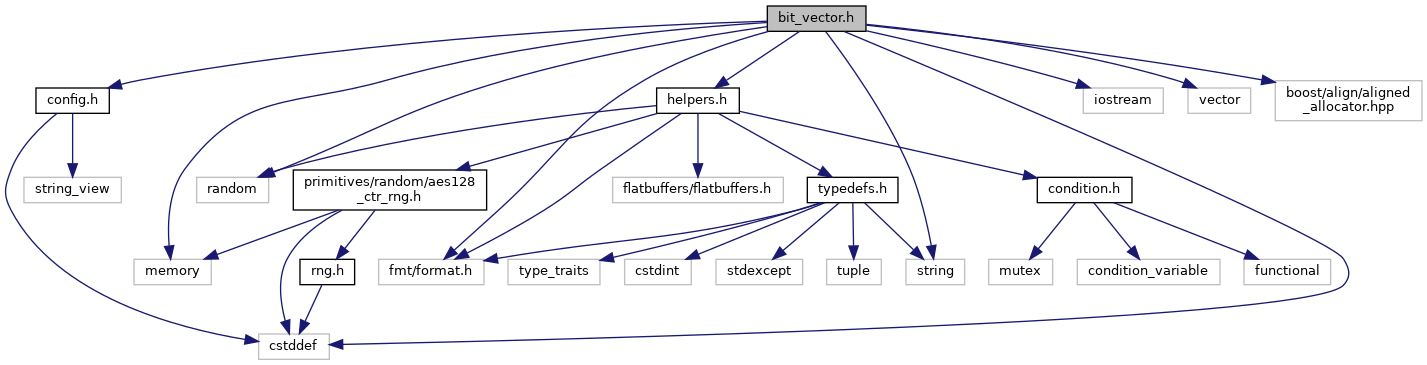 bit_vector.h
config.h
helpers.h
iostream
vector
boost/align/aligned
_allocator.hpp
string_view
random
primitives/random/aes128
_ctr_rng.h
flatbuffers/flatbuffers.h
typedefs.h
condition.h
memory
rng.h
fmt/format.h
type_traits
cstdint
stdexcept
tuple
string
mutex
condition_variable
functional
cstddef